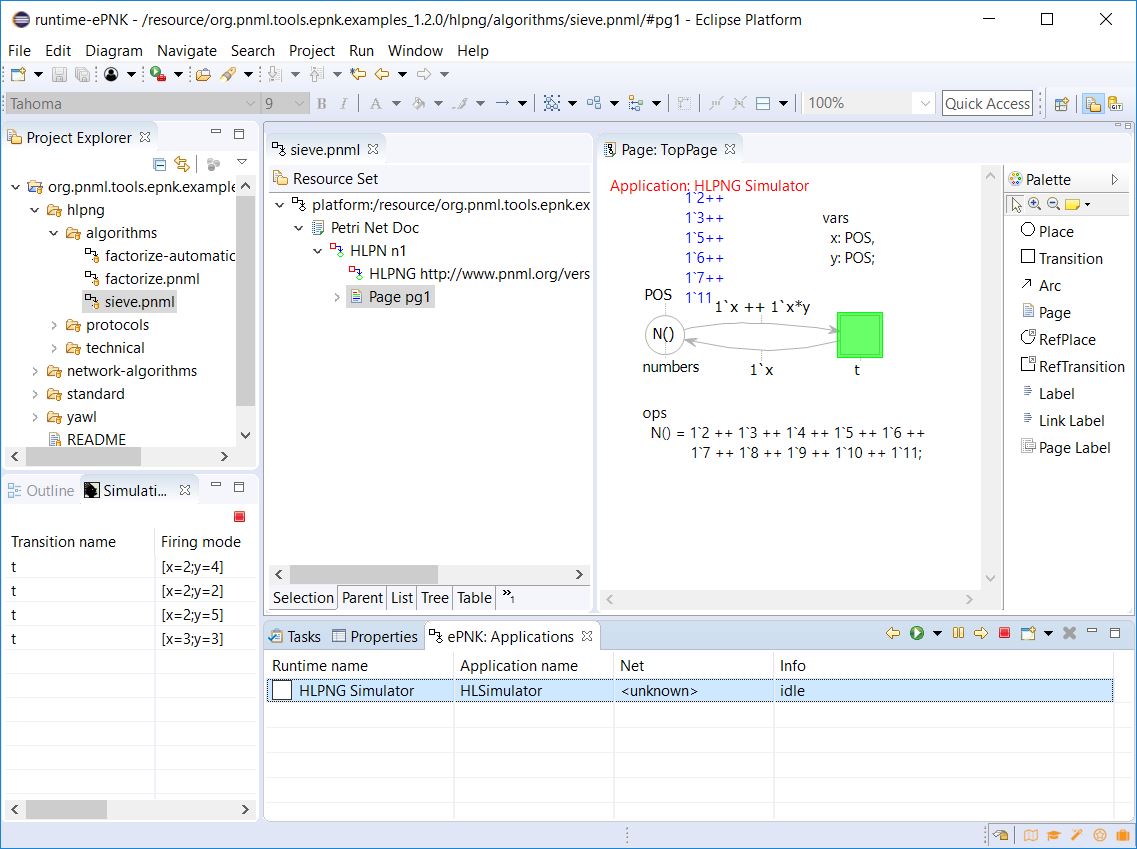 runtime-ePNK - /resource/org.pnml.tools.epnk.examples_1.2.0/hlpng/algorithms/sieve.pnml/#pg1 - Eclipse Platform
File Edit Diagram Navigate Search Project Run Window Help
Tahoma 9 B I A 100% Quick Access
Project Explorer
org.pnml.tools.epnk.example
hlpng
algorithms
factorize-automatic
factorize.pnml
sieve.pnml
protocols
technical
network-algorithms
standard
yawl
README
Outline Simulati...
Transition name Firing mode
t [x=2;y=4]
t [x=2;y=2]
t [x=2;y=5]
t [x=3;y=3]
sieve.pnml
Resource Set
platform:/resource/org.pnml.tools.epnk.ex
Petri Net Doc
HLPN n1
HLPNG http://www.pnml.org/vers
Page pg1
Selection Parent List Tree Table »1
Page: TopPage
Application: HLPNG Simulator
1`2++
1`3++
1`5++
1`6++
1`7++
1`11
vars
x: POS,
y: POS;
POS
1`x ++ 1`x*y
N()
numbers
1`x
t
ops
N() = 1`2 ++ 1`3 ++ 1`4 ++ 1`5 ++ 1`6 ++
1`7 ++ 1`8 ++ 1`9 ++ 1`10 ++ 1`11;
Palette
Place
Transition
Arc
Page
RefPlace
RefTransition
Label
Link Label
Page Label
Tasks Properties ePNK: Applications
Runtime name Application name Net Info
HLPNG Simulator HLSimulator <unknown> idle